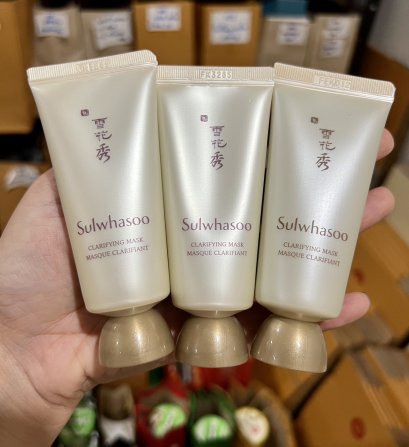 雪花秀
Sulwhasoo
CLARIFYING MASK
MASQUE CLARIFIANT
FK3285
雪花秀
Sulwhasoo
CLARIFYING MASK
MASQUE CLARIFIANT
雪花秀
Sulwhasoo
CLARIFYING MASK
MASQUE CLARIFIANT